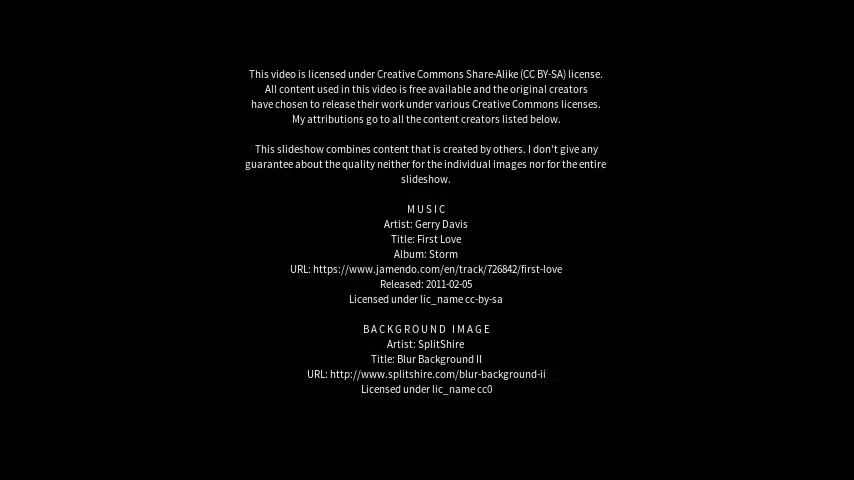 This video is licensed under Creative Commons Share-Alike (CC BY-SA) license.
All content used in this video is free available and the original creators
have chosen to release their work under various Creative Commons licenses.
My attributions go to all the content creators listed below.
This slideshow combines content that is created by others. I don't give any
guarantee about the quality neither for the individual images nor for the entire
slideshow.
M U S I C
Artist: Gerry Davis
Title: First Love
Album: Storm
URL: https://www.jamendo.com/en/track/726842/first-love
Released: 2011-02-05
Licensed under lic_name cc-by-sa
B A C K G R O U N D   I M A G E
Artist: SplitShire
Title: Blur Background II
URL: http://www.splitshire.com/blur-background-ii
Licensed under lic_name cc0